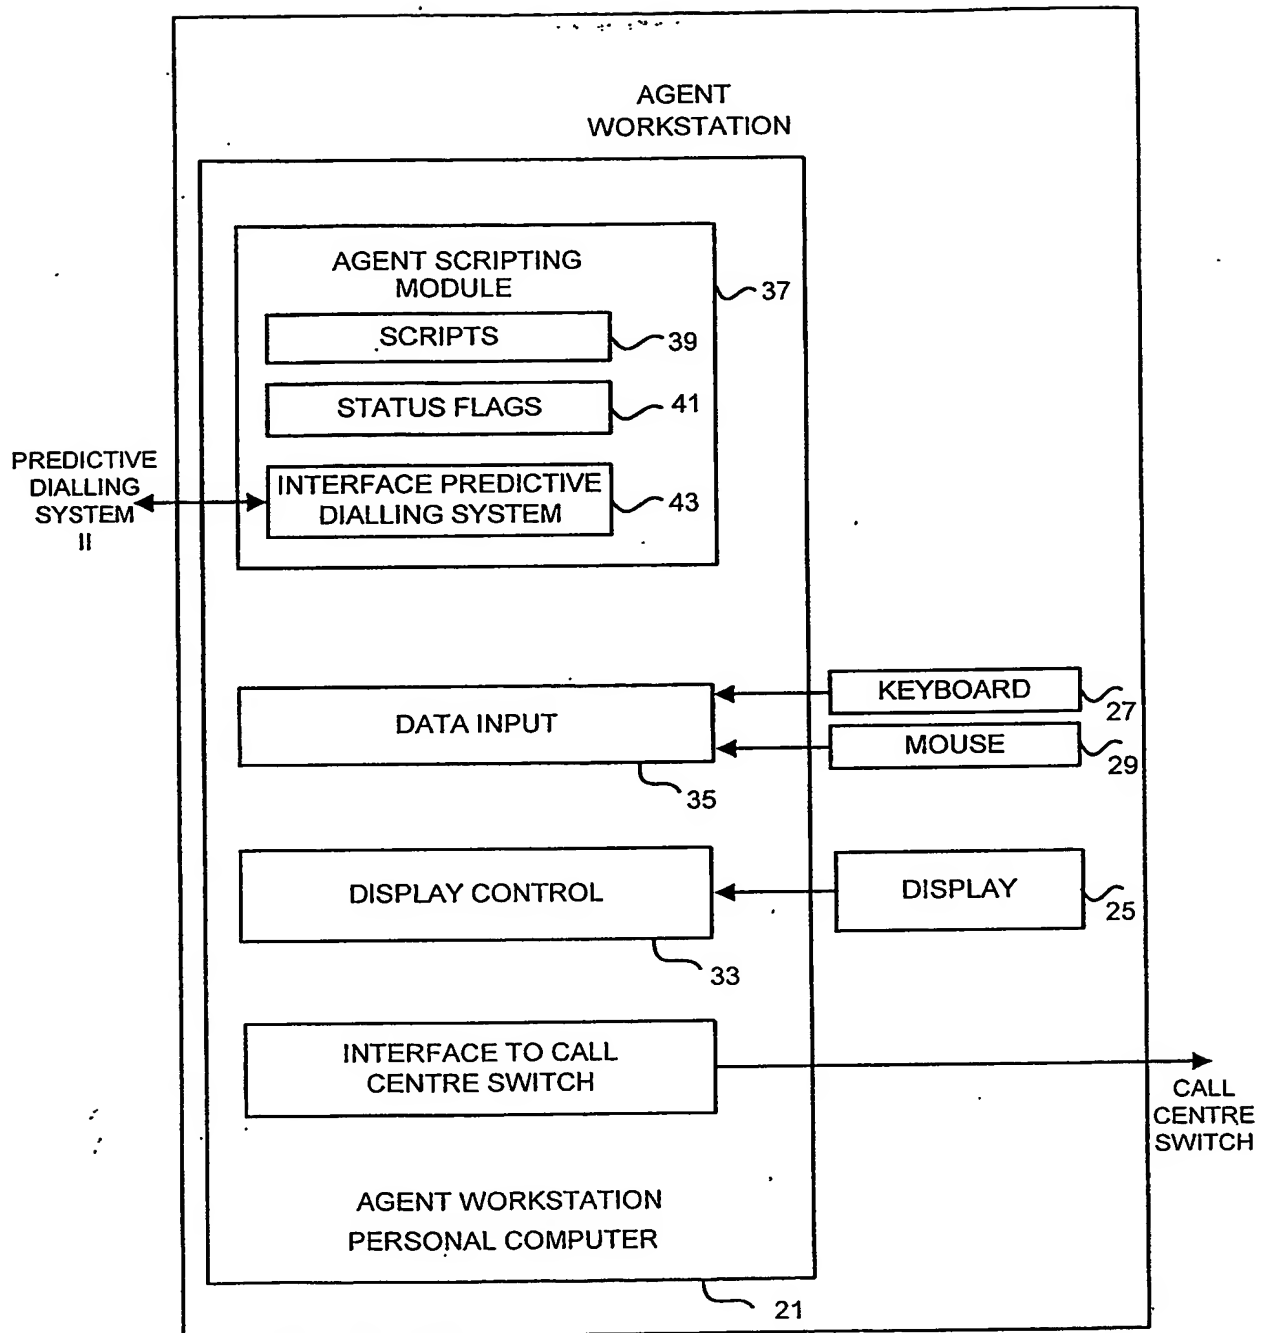 AGENT
WORKSTATION
AGENT SCRIPTING
MODULE
37
SCRIPTS
39
STATUS FLAGS
41
PREDICTIVE
DIALLING
SYSTEM
II
INTERFACE PREDICTIVE
DIALLING SYSTEM
43
DATA INPUT
35
KEYBOARD
27
MOUSE
29
DISPLAY CONTROL
33
DISPLAY
25
INTERFACE TO CALL
CENTRE SWITCH
CALL
CENTRE
SWITCH
AGENT WORKSTATION
PERSONAL COMPUTER
21